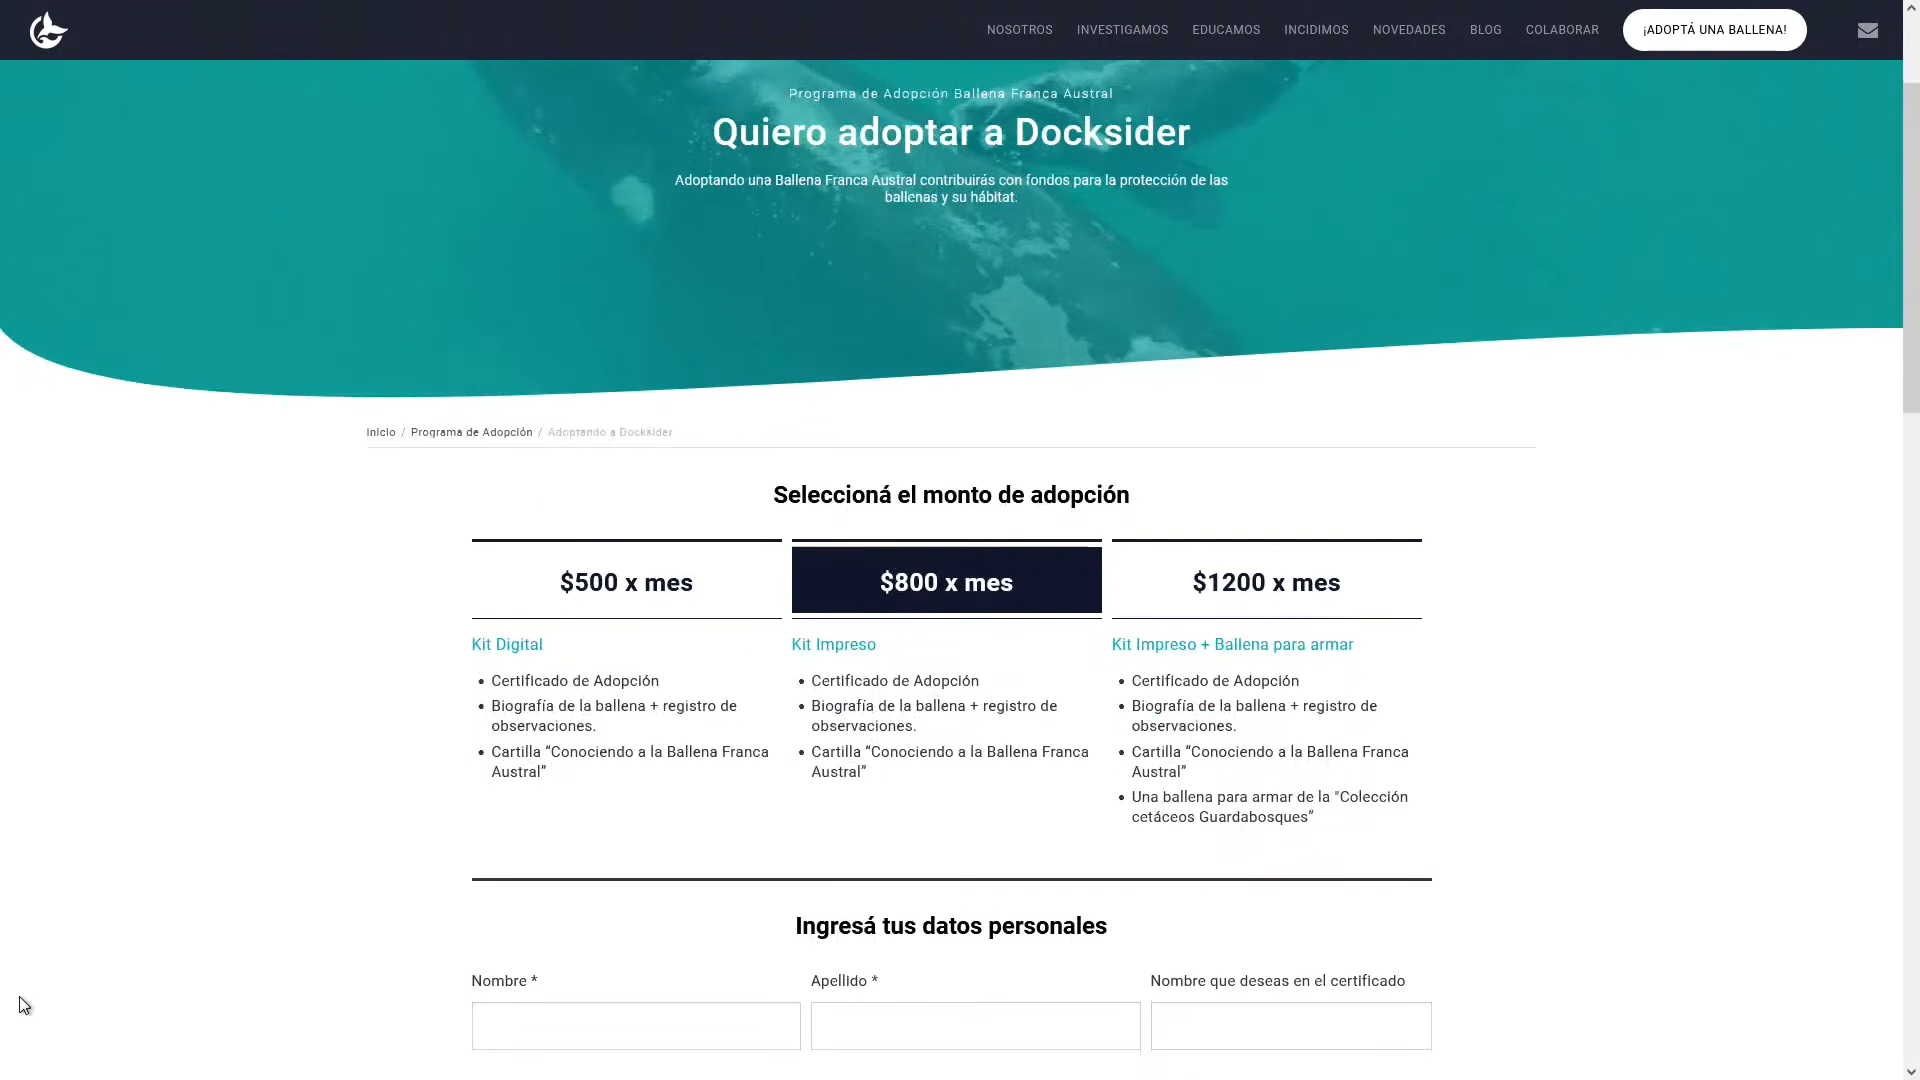 NOSOTROS INVESTIGAMOS EDUCAMOS INCIDIMOS NOVEDADES BLOG COLABORAR ¡ADOPTÁ UNA BALLENA!
Programa de Adopción Ballena Franca Austral
Quiero adoptar a Docksider
Adoptando una Ballena Franca Austral contribuirás con fondos para la protección de las
ballenas y su hábitat.
Inicio / Programa de Adopción / Adoptando a Docksider
Seleccioná el monto de adopción
$500 x mes
Kit Digital
• Certificado de Adopción
• Biografía de la ballena + registro de
observaciones.
• Cartilla “Conociendo a la Ballena Franca
Austral”
$800 x mes
Kit Impreso
• Certificado de Adopción
• Biografía de la ballena + registro de
observaciones.
• Cartilla “Conociendo a la Ballena Franca
Austral”
$1200 x mes
Kit Impreso + Ballena para armar
• Certificado de Adopción
• Biografía de la ballena + registro de
observaciones.
• Cartilla “Conociendo a la Ballena Franca
Austral”
• Una ballena para armar de la "Colección
cetáceos Guardabosques”
Ingresá tus datos personales
Nombre * Apellido * Nombre que deseas en el certificado